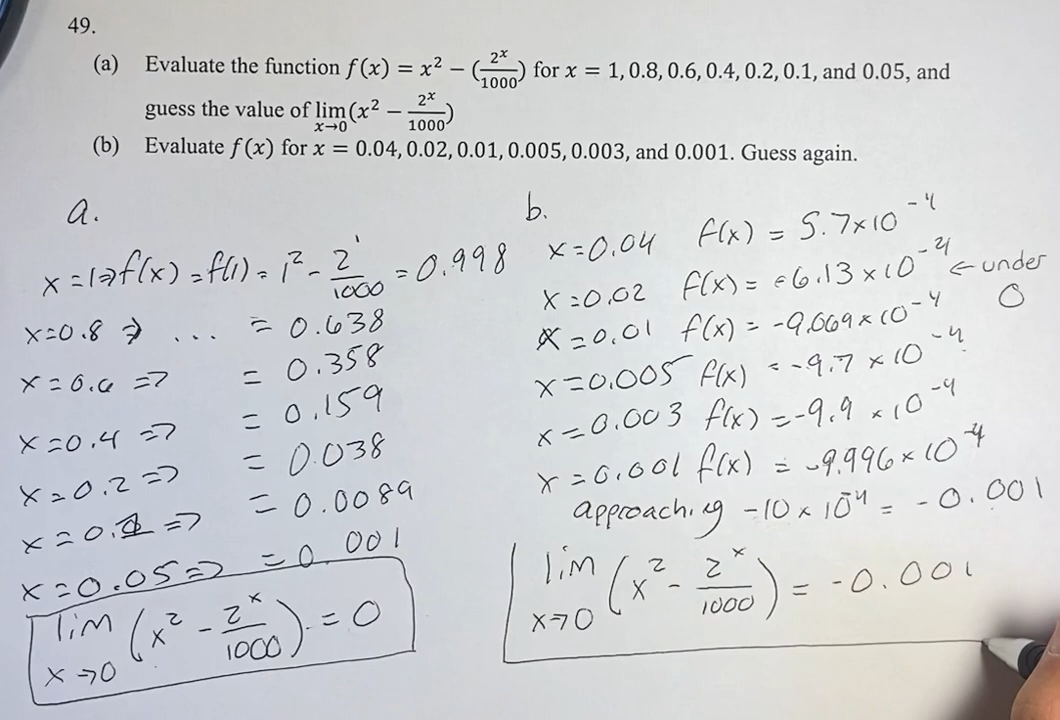 49.
(a) Evaluate the function f(x) = x² − (2ˣ/1000) for x = 1, 0.8, 0.6, 0.4, 0.2, 0.1, and 0.05, and
guess the value of lim x→0 (x² − 2ˣ/1000)
(b) Evaluate f(x) for x = 0.04, 0.02, 0.01, 0.005, 0.003, and 0.001. Guess again.
a.
x=1⇒f(x)=f(1)=1²−2¹/1000=0.998
x=0.8 ⇒ ... = 0.638
x=0.6 ⇒ = 0.358
x=0.4 ⇒ = 0.159
x=0.2 ⇒ = 0.038
x=0.1 ⇒ = 0.0089
x=0.05 ⇒ = 0.001
lim x→0 (x² − 2ˣ/1000) = 0
b.
x=0.04 f(x) = 5.7×10⁻⁴
x=0.02 f(x) = −6.13×10⁻⁴ ← under 0
x=0.01 f(x) = −9.069×10⁻⁴
x=0.005 f(x) = −9.7×10⁻⁴
x=0.003 f(x) = −9.9×10⁻⁴
x=0.001 f(x) = −9.996×10⁻⁴
approaching −10×10⁻⁴ = −0.001
lim x→0 (x² − 2ˣ/1000) = −0.001